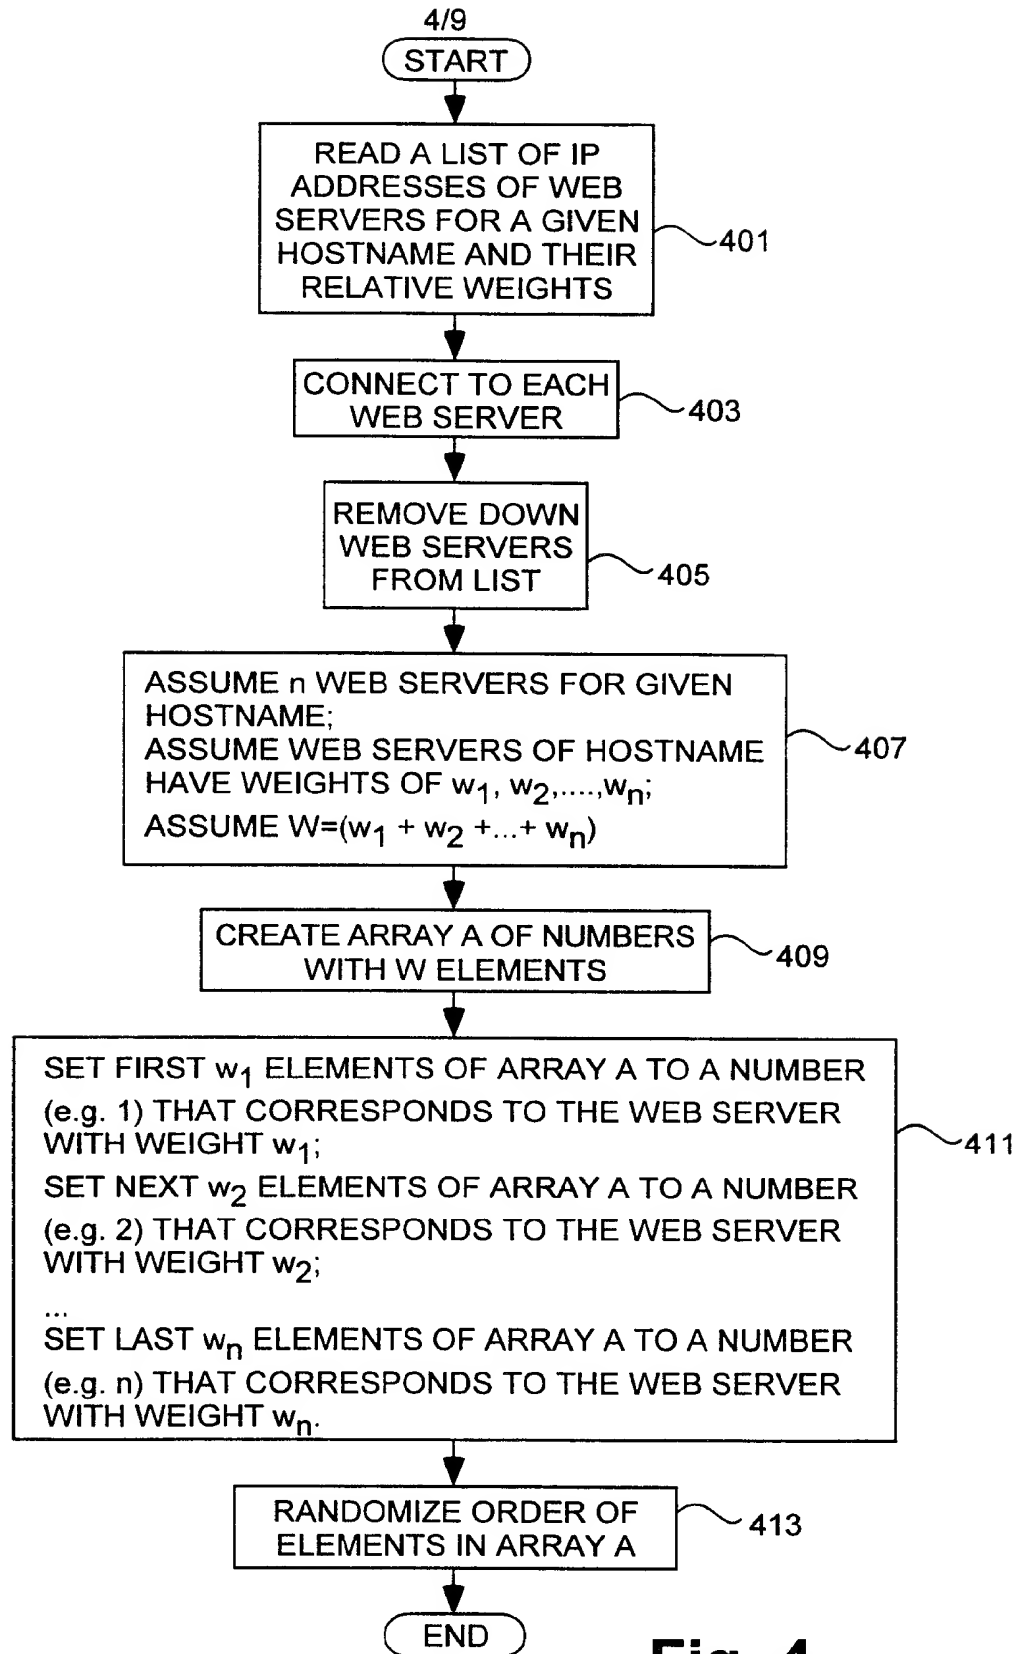 4/9
START
READ A LIST OF IP
ADDRESSES OF WEB
SERVERS FOR A GIVEN
HOSTNAME AND THEIR
RELATIVE WEIGHTS
401
CONNECT TO EACH
WEB SERVER
403
REMOVE DOWN
WEB SERVERS
FROM LIST
405
ASSUME n WEB SERVERS FOR GIVEN
HOSTNAME;
ASSUME WEB SERVERS OF HOSTNAME
HAVE WEIGHTS OF w1, w2,....,wn;
ASSUME W=(w1 + w2 +...+ wn)
407
CREATE ARRAY A OF NUMBERS
WITH W ELEMENTS
409
SET FIRST w1 ELEMENTS OF ARRAY A TO A NUMBER
(e.g. 1) THAT CORRESPONDS TO THE WEB SERVER
WITH WEIGHT w1;
SET NEXT w2 ELEMENTS OF ARRAY A TO A NUMBER
(e.g. 2) THAT CORRESPONDS TO THE WEB SERVER
WITH WEIGHT w2;
...
SET LAST wn ELEMENTS OF ARRAY A TO A NUMBER
(e.g. n) THAT CORRESPONDS TO THE WEB SERVER
WITH WEIGHT wn.
411
RANDOMIZE ORDER OF
ELEMENTS IN ARRAY A
413
END
Fig. 4